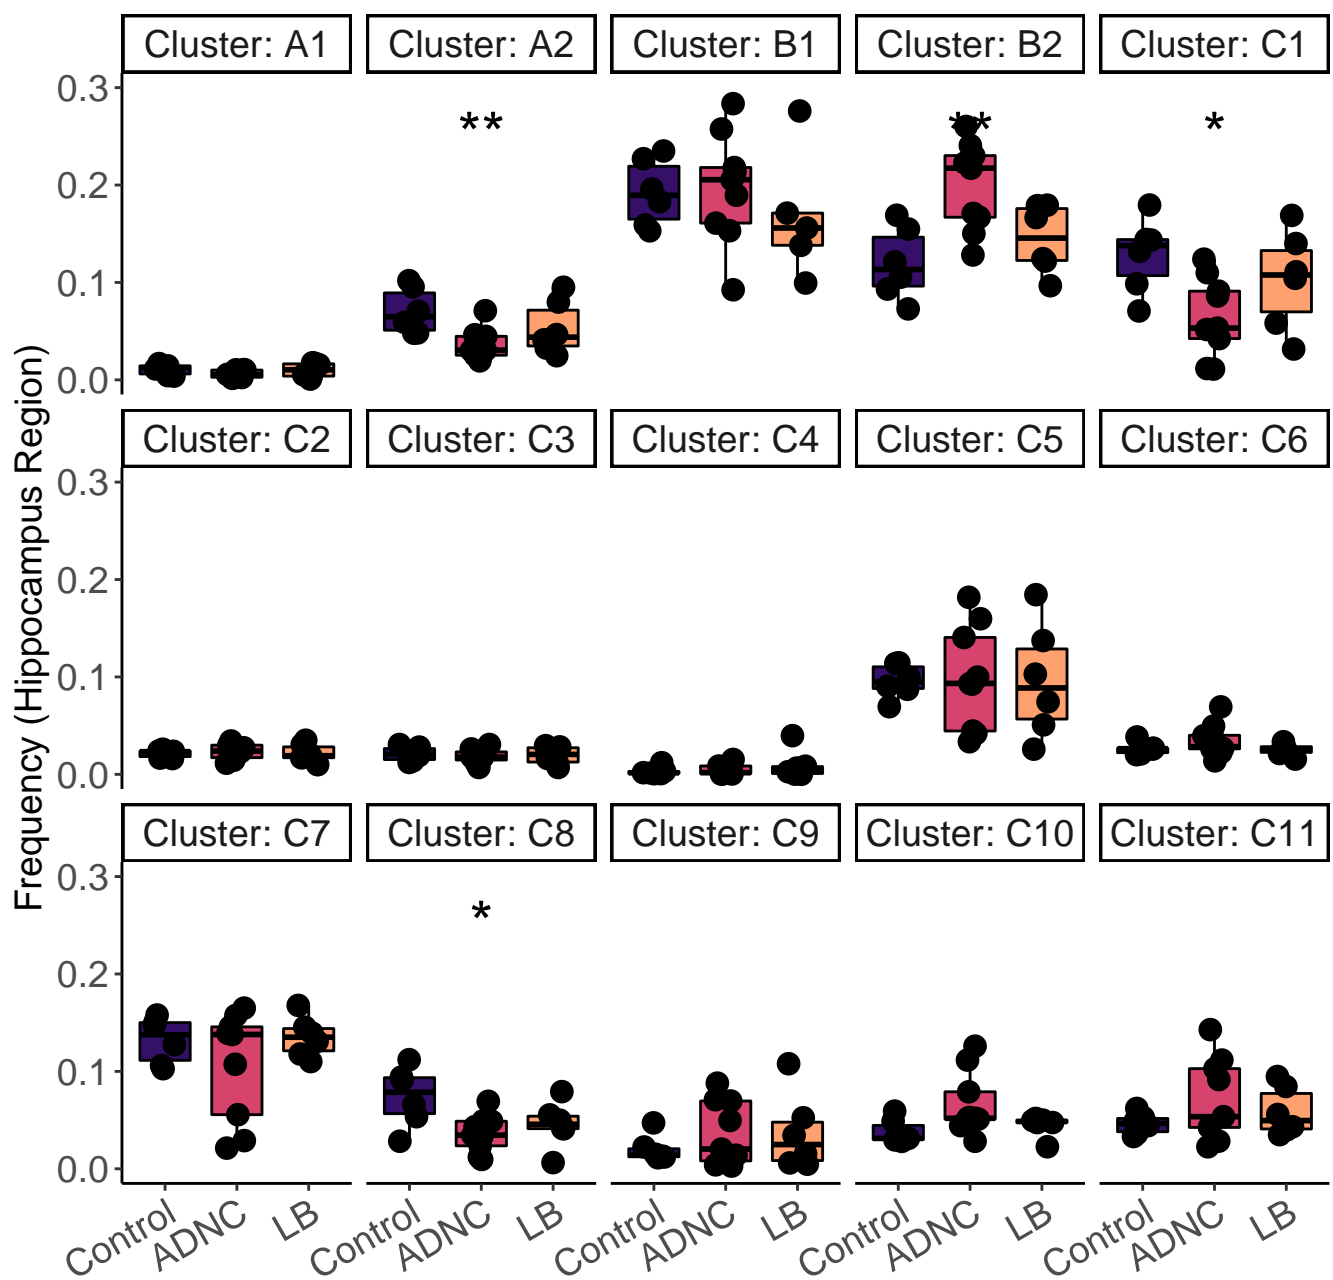 Cluster: A1
Cluster: A2
Cluster: B1
Cluster: B2
Cluster: C1
0.3
0.2
0.1
0.0
**
**
*
Cluster: C2
Cluster: C3
Cluster: C4
Cluster: C5
Cluster: C6
0.3
0.2
0.1
0.0
Frequency (Hippocampus Region)
Cluster: C7
Cluster: C8
Cluster: C9
Cluster: C10
Cluster: C11
0.3
0.2
0.1
0.0
*
Control
ADNC
LB
Control
ADNC
LB
Control
ADNC
LB
Control
ADNC
LB
Control
ADNC
LB